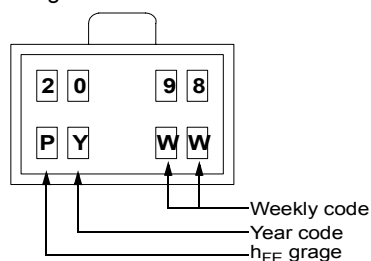 2 0 9 8
P Y W W
Weekly code
Year code
hFE grage